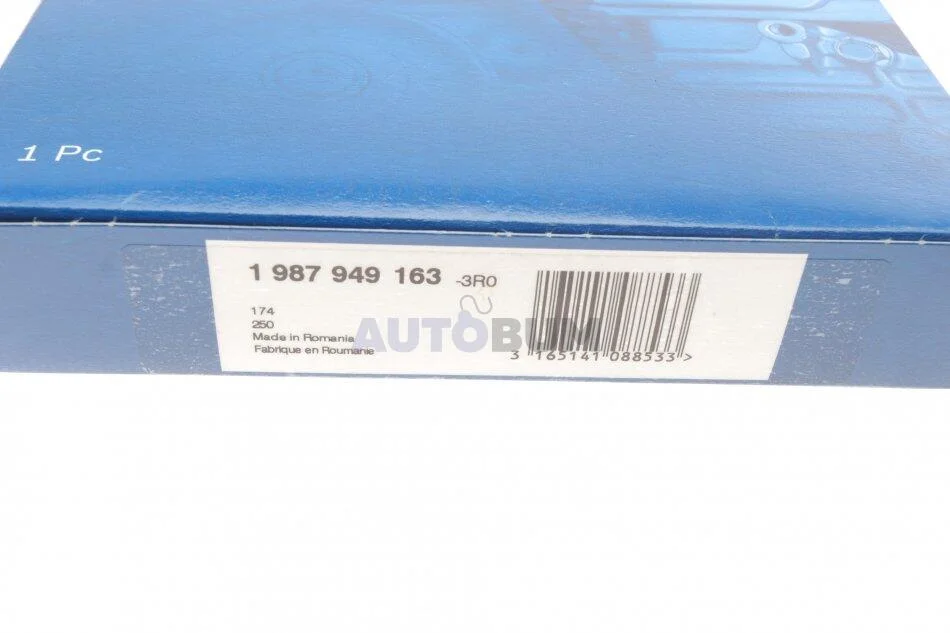 1 Pc
1 987 949 163 -3R0
174
250
Made in Romania
Fabrique en Roumanie
AUTOBUM
3 165141 088533 >